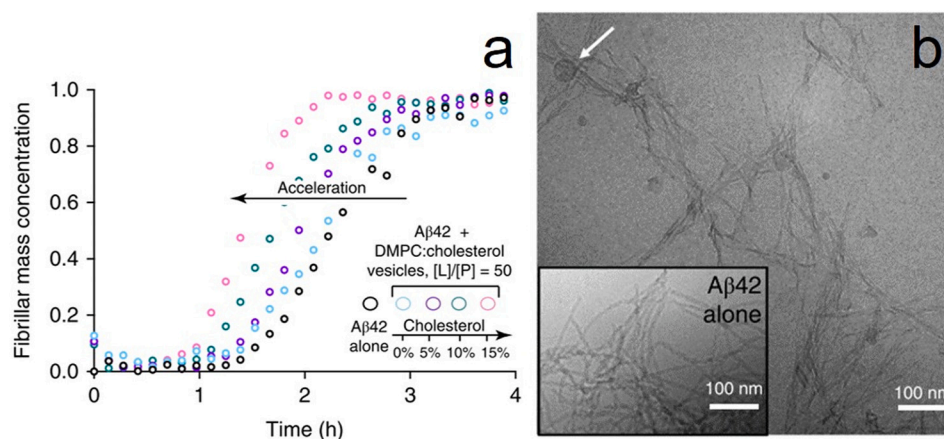 a
Fibrillar mass concentration
1.0
0.8
0.6
0.4
0.2
0.0
Acceleration
Aβ42 +
DMPC:cholesterol
vesicles, [L]/[P] = 50
Aβ42
alone
Cholesterol
0% 5% 10% 15%
0 1 2 3 4
Time (h)
b
Aβ42
alone
100 nm
100 nm